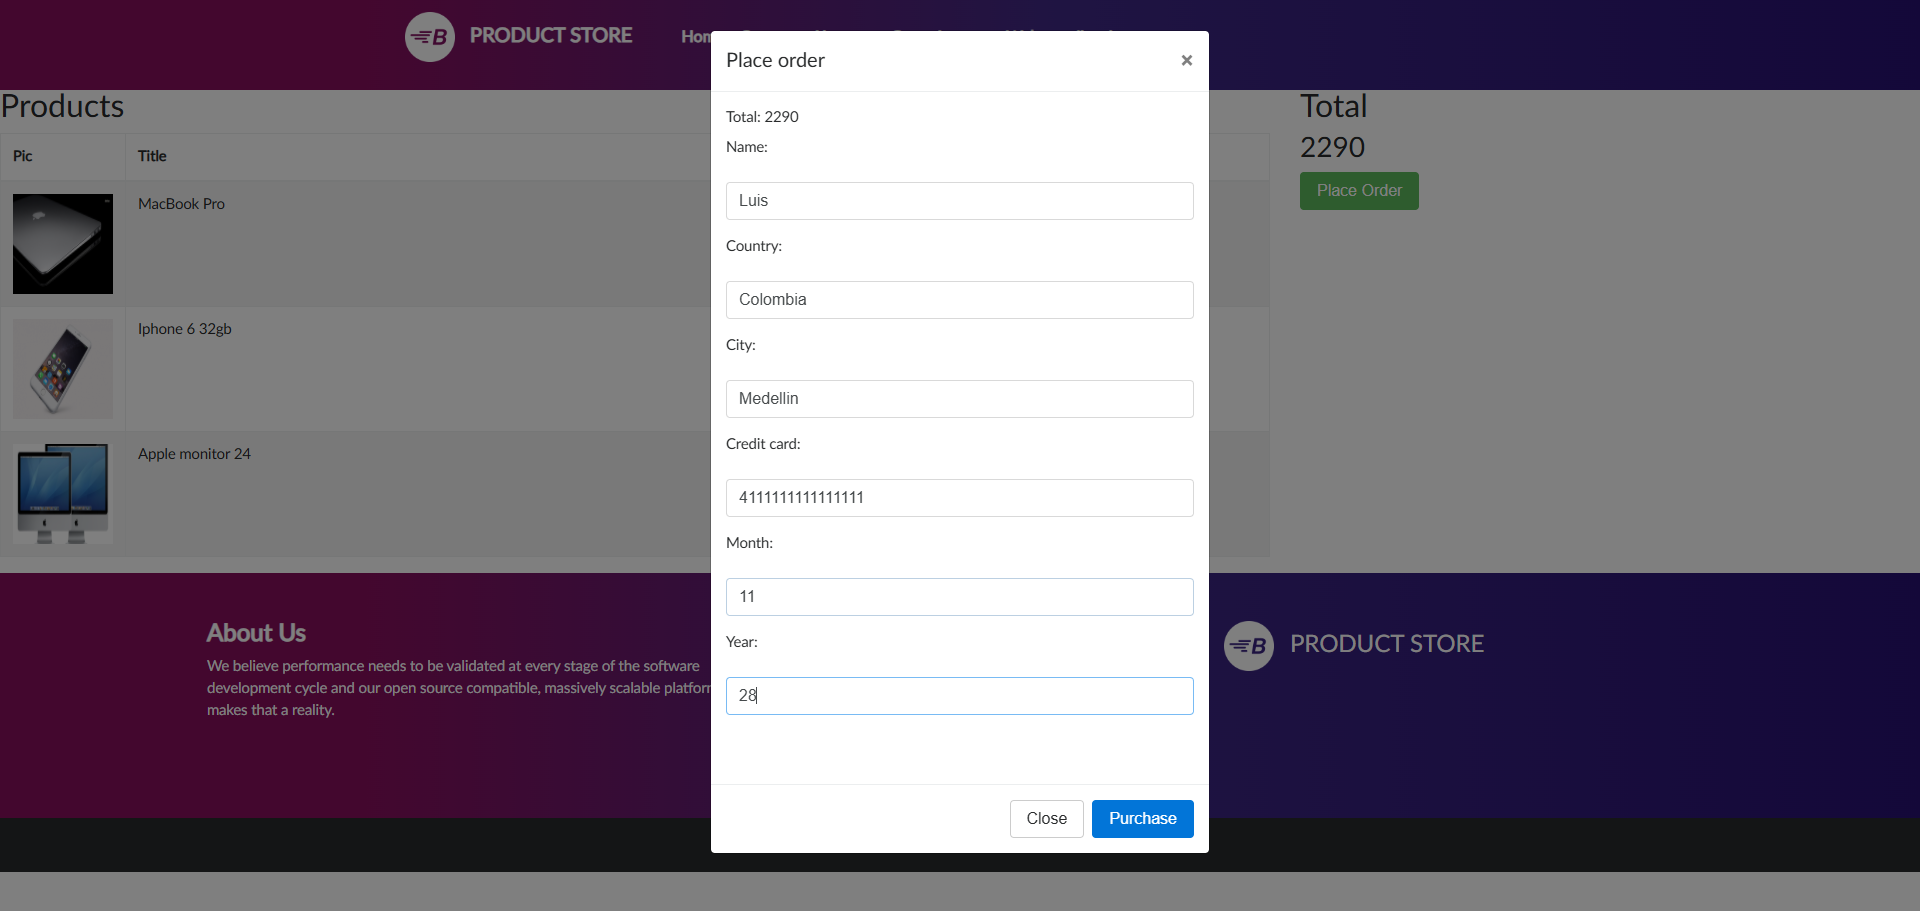 B PRODUCT STORE
Place order
×
Total: 2290
Name:
Luis
Country:
Colombia
City:
Medellin
Credit card:
4111111111111111
Month:
11
Year:
28
Close
Purchase
Products
Pic
Title
MacBook Pro
Iphone 6 32gb
Apple monitor 24
Total
2290
Place Order
About Us
We believe performance needs to be validated at every stage of the software
development cycle and our open source compatible, massively scalable
makes that a reality.
B PRODUCT STORE